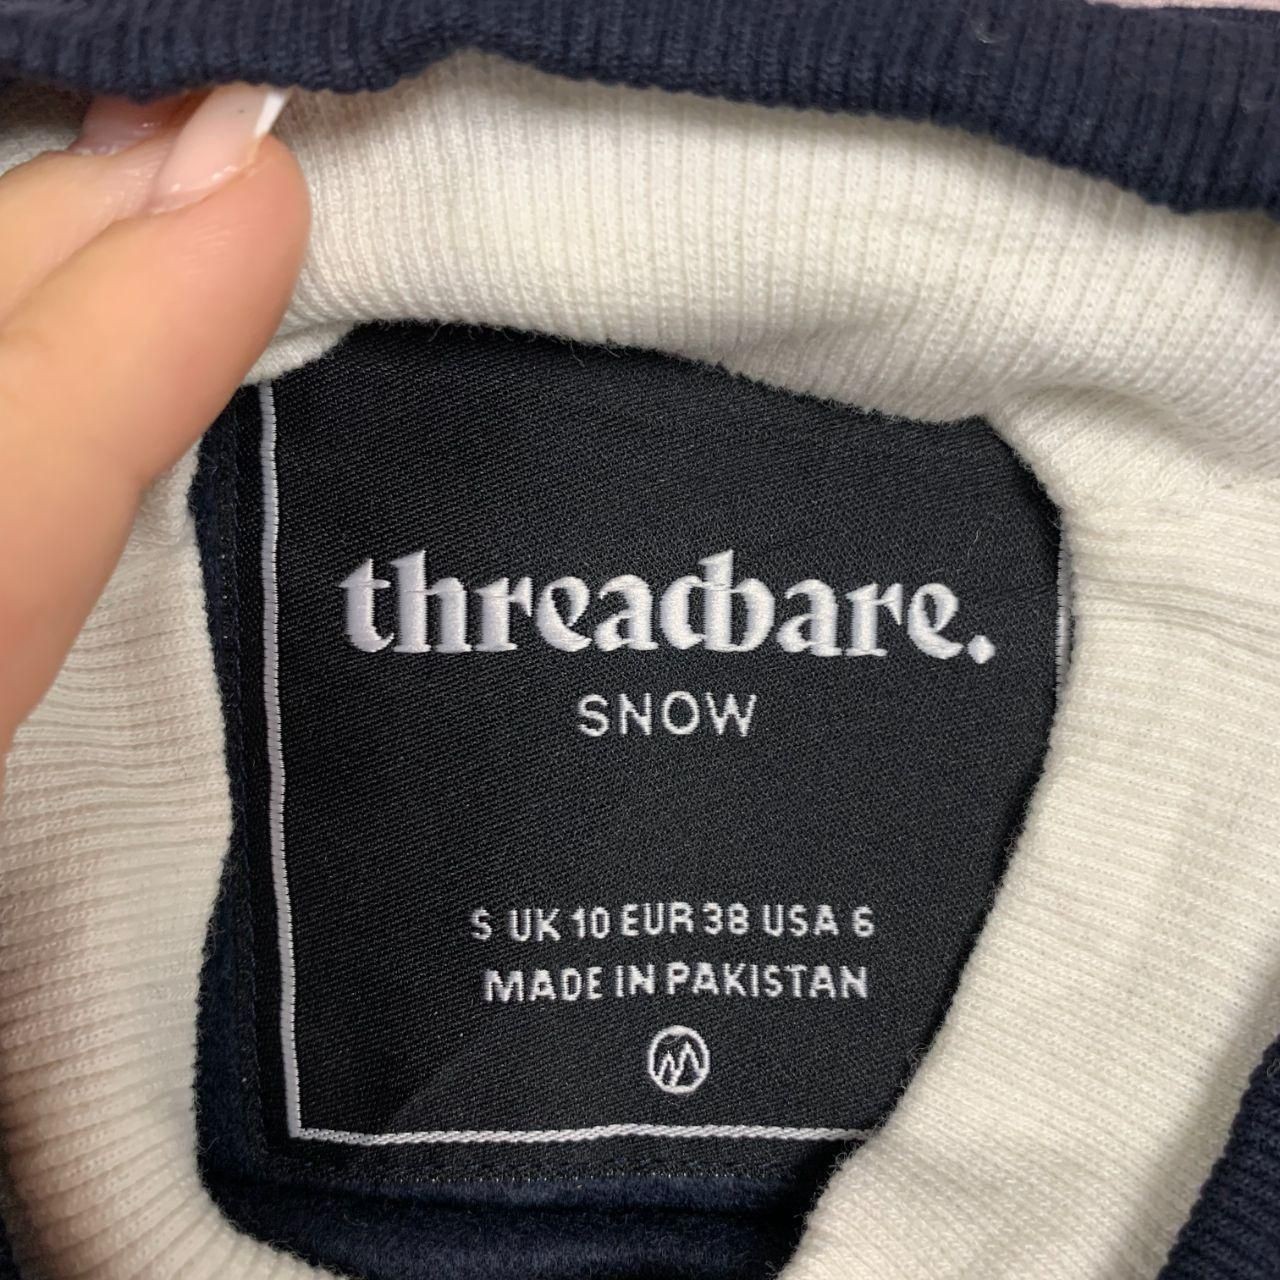 threadbare.
SNOW
S UK 10 EUR 38 USA 6
MADE IN PAKISTAN